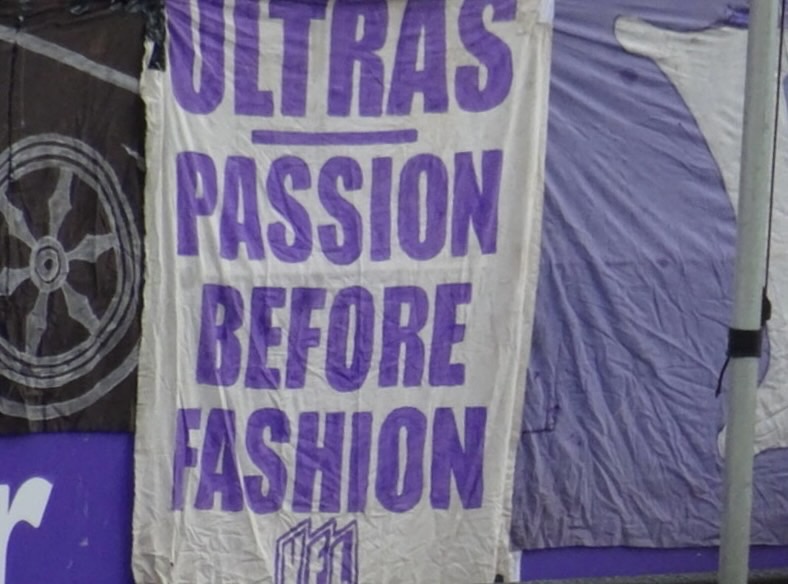 ULTRAS
PASSION
BEFORE
FASHION
r